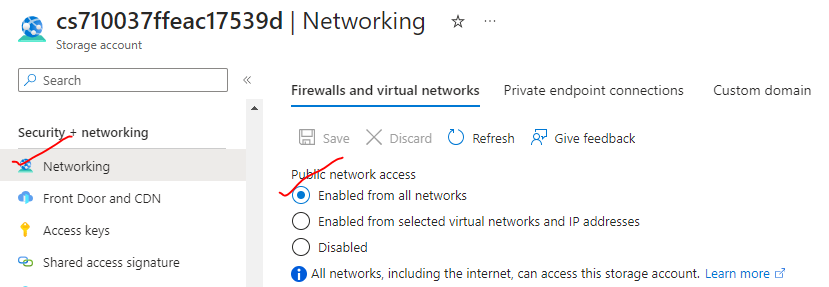 cs710037ffeac17539d | Networking
Storage account
Search
Firewalls and virtual networks Private endpoint connections Custom domain
Security + networking
Save Discard Refresh Give feedback
Networking
Public network access
Front Door and CDN
Enabled from all networks
Access keys
Enabled from selected virtual networks and IP addresses
Shared access signature
Disabled
All networks, including the internet, can access this storage account. Learn more